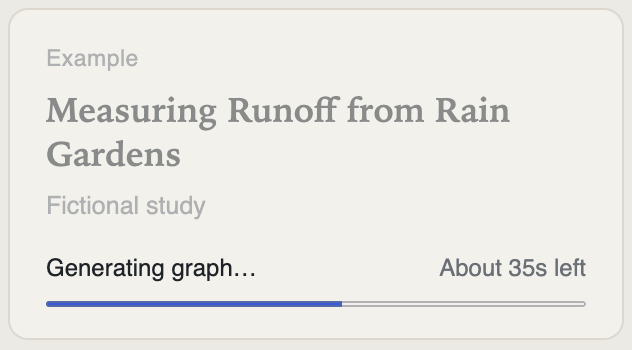 Example
Measuring Runoff from Rain
Gardens
Fictional study
Generating graph…
About 35s left